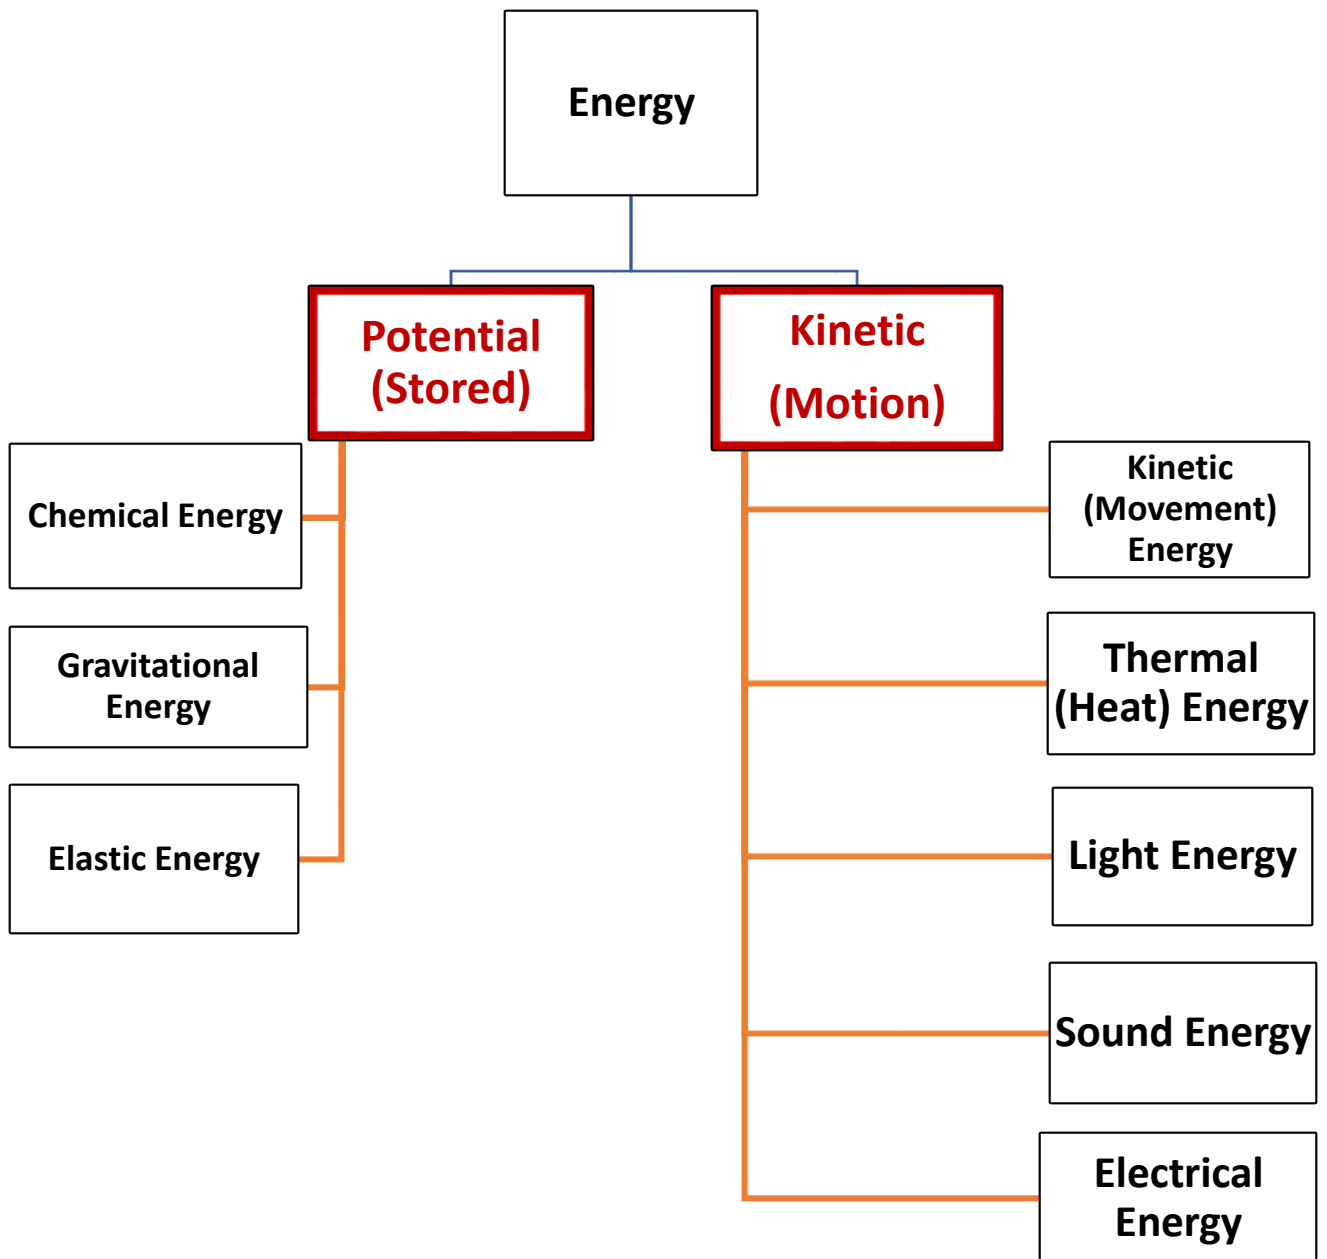 Energy
Potential
(Stored)
Kinetic
(Motion)
Chemical Energy
Gravitational
Energy
Elastic Energy
Kinetic
(Movement)
Energy
Thermal
(Heat) Energy
Light Energy
Sound Energy
Electrical
Energy